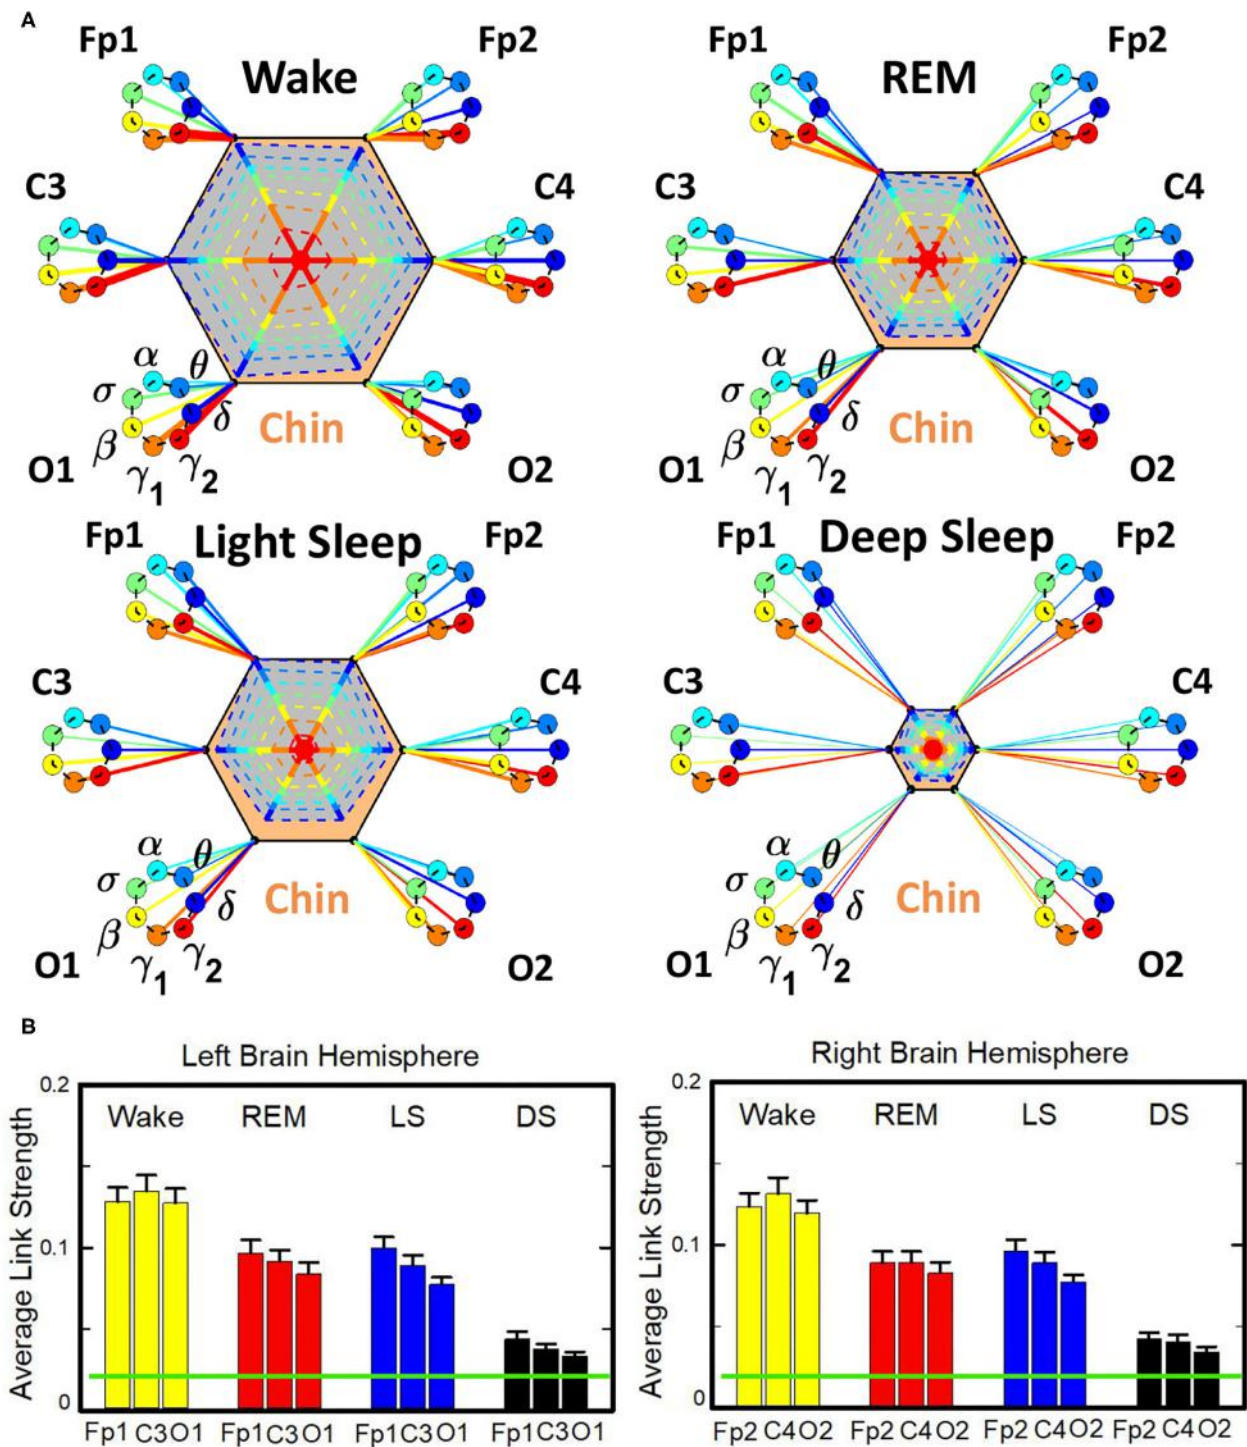 A
Fp1
Fp2
Wake
C3
C4
α
θ
σ
δ
β
γ1
γ2
Chin
O1
O2
Fp1
Fp2
REM
C3
C4
α
θ
σ
δ
β
γ1
γ2
Chin
O1
O2
Fp1
Fp2
Light Sleep
C3
C4
α
θ
σ
δ
β
γ1
γ2
Chin
O1
O2
Fp1
Fp2
Deep Sleep
C3
C4
α
θ
σ
δ
β
γ1
γ2
Chin
O1
O2
B
Left Brain Hemisphere
Average Link Strength
0.2
0.1
0
Wake REM LS DS
Fp1 C3 O1 Fp1 C3 O1 Fp1 C3 O1 Fp1 C3 O1
Right Brain Hemisphere
Average Link Strength
0.2
0.1
0
Wake REM LS DS
Fp2 C4 O2 Fp2 C4 O2 Fp2 C4 O2 Fp2 C4 O2